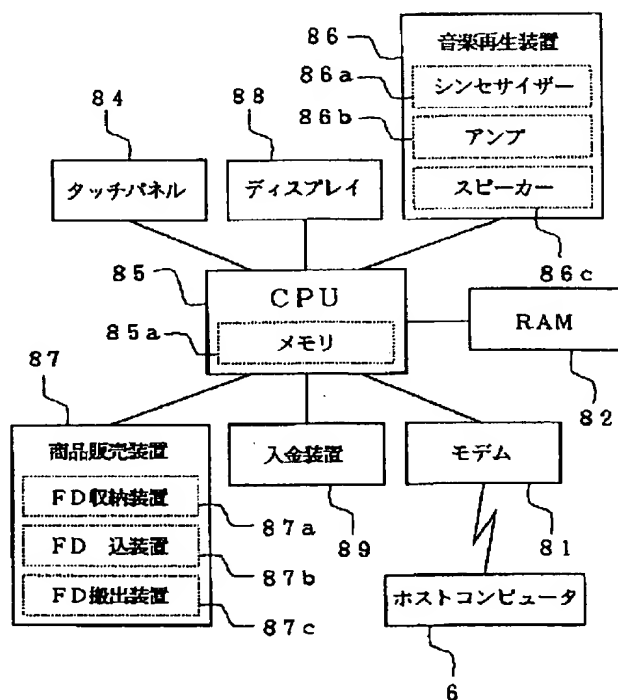 86
音楽再生装置
86a
シンセサイザー
84
88
86b
アンプ
タッチパネル
ディスプレイ
スピーカー
85
86c
CPU
RAM
85a
メモリ
87
82
商品販売装置
入金装置
モデム
FD収納装置
87a
89
81
FD 込装置
87b
FD搬出装置
ホストコンピュータ
87c
6